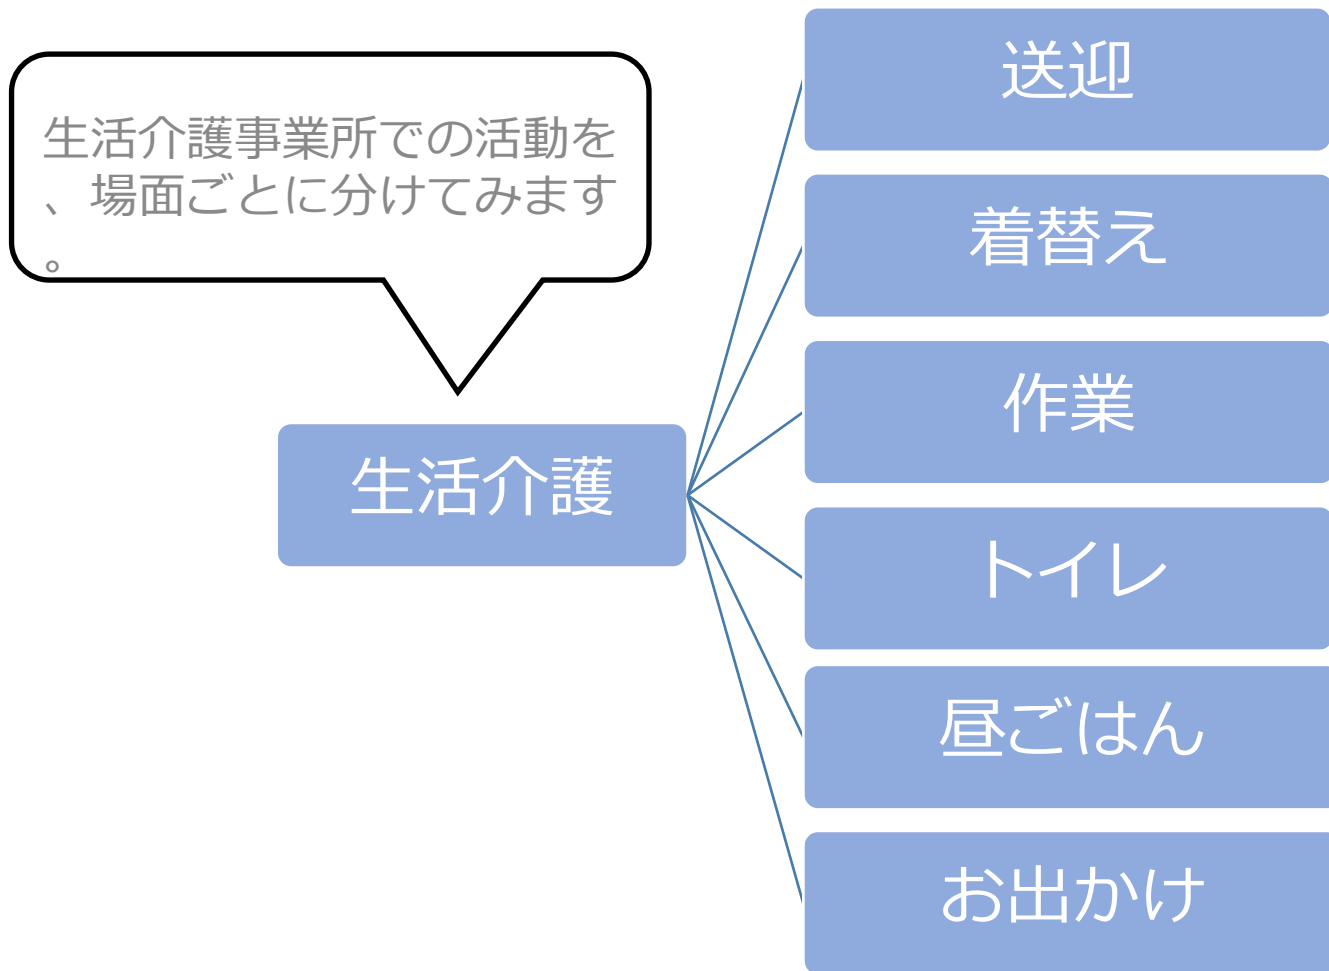 生活介護事業所での活動を
、場面ごとに分けてみます
。
生活介護
送迎
着替え
作業
トイレ
昼ごはん
お出かけ